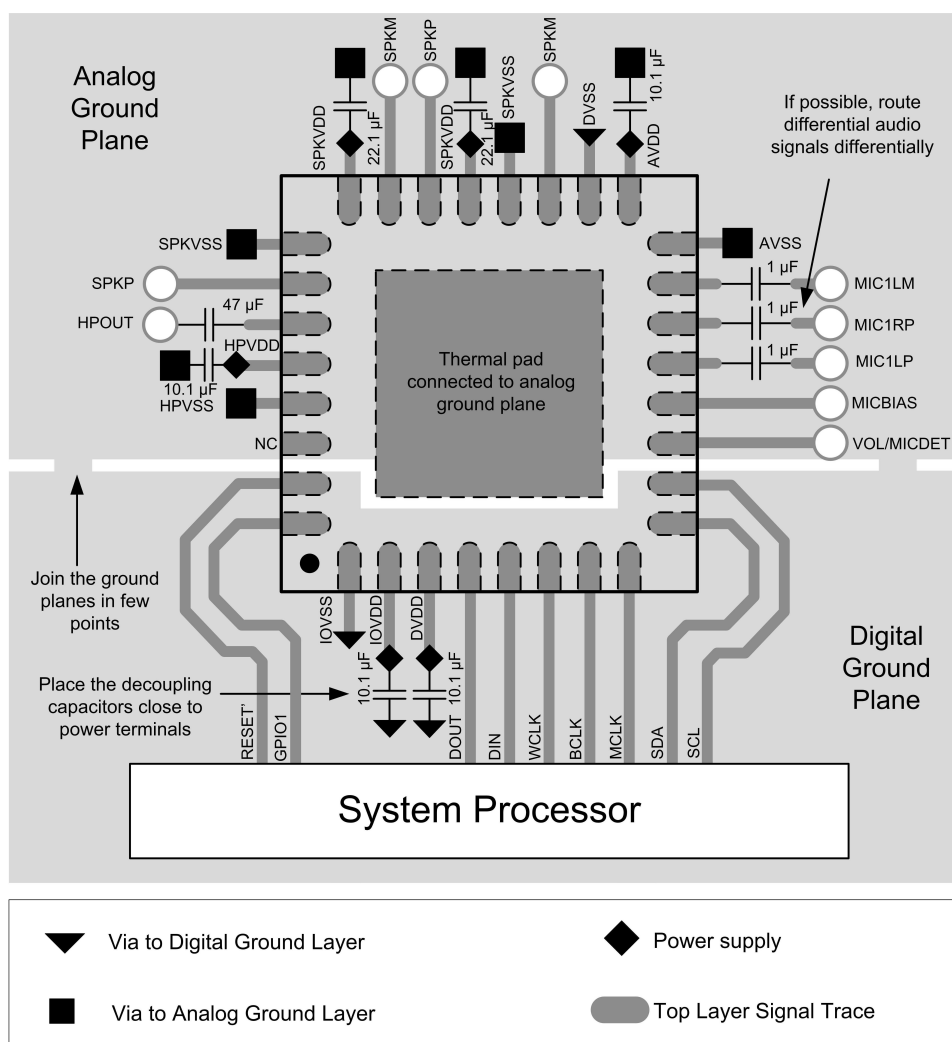 Analog
Ground
Plane
SPKVDD
22.1 µF
SPKM
SPKP
SPKVDD
22.1 µF
SPKVSS
SPKM
DVSS
10.1 µF
AVDD
If possible, route
differential audio
signals differentially
SPKVSS
SPKP
HPOUT
47 µF
HPVDD
10.1 µF
HPVSS
NC
Thermal pad
connected to analog
ground plane
AVSS
1 µF
MIC1LM
1 µF
MIC1RP
1 µF
MIC1LP
MICBIAS
VOL/MICDET
Join the ground
planes in few
points
Place the decoupling
capacitors close to
power terminals
IOVSS
IOVDD
10.1 µF
DVDD
10.1 µF
Digital
Ground
Plane
RESET'
GPIO1
DOUT
DIN
WCLK
BCLK
MCLK
SDA
SCL
System Processor
Via to Digital Ground Layer
Power supply
Via to Analog Ground Layer
Top Layer Signal Trace